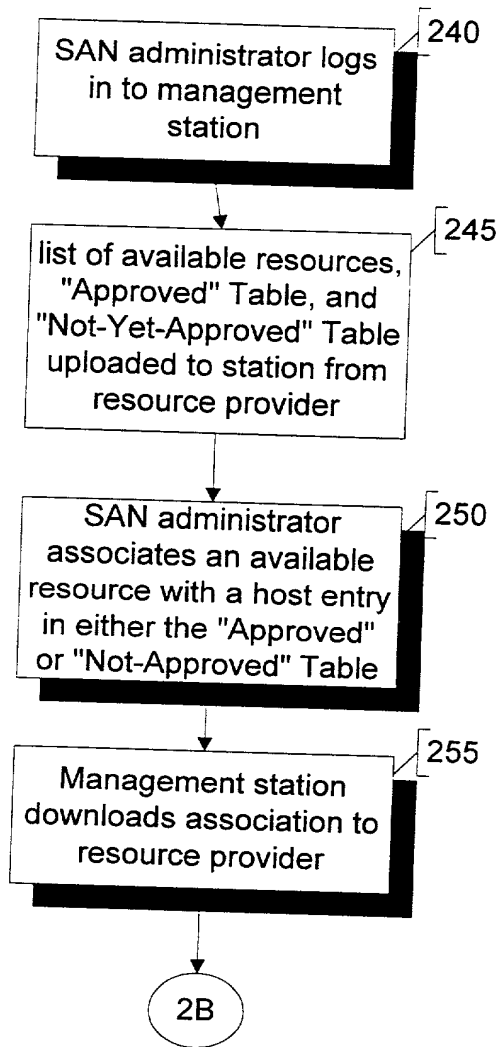 240
SAN administrator logs
in to management
station
245
list of available resources,
"Approved" Table, and
"Not-Yet-Approved" Table
uploaded to station from
resource provider
250
SAN administrator
associates an available
resource with a host entry
in either the "Approved"
or "Not-Approved" Table
255
Management station
downloads association to
resource provider
2B